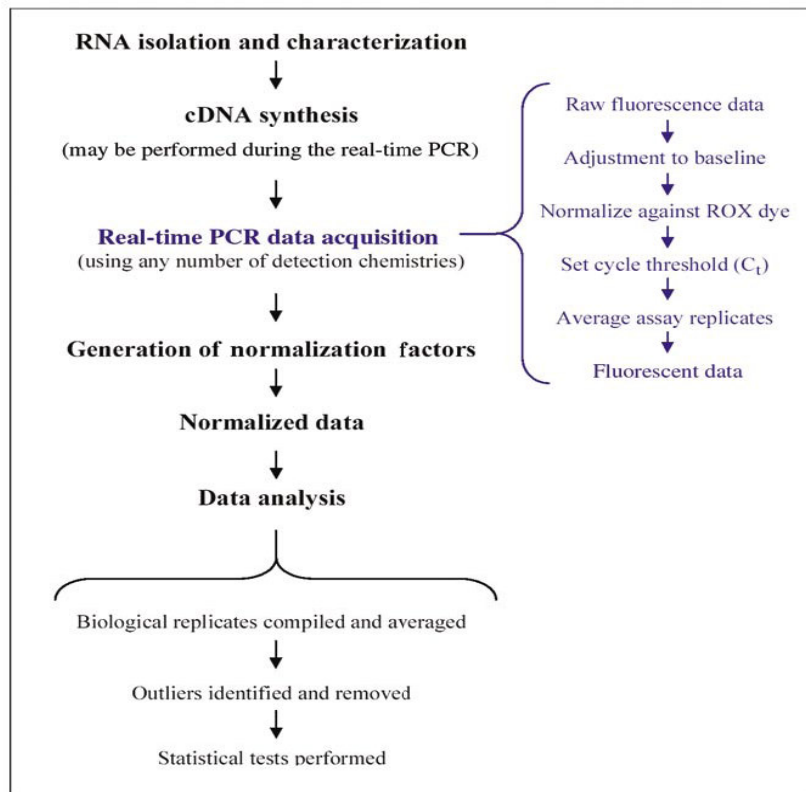 RNA isolation and characterization
cDNA synthesis
(may be performed during the real-time PCR)
Real-time PCR data acquisition
(using any number of detection chemistries)
Generation of normalization factors
Normalized data
Data analysis
Biological replicates compiled and averaged
Outliers identified and removed
Statistical tests performed
Raw fluorescence data
Adjustment to baseline
Normalize against ROX dye
Set cycle threshold (Ct)
Average assay replicates
Fluorescent data